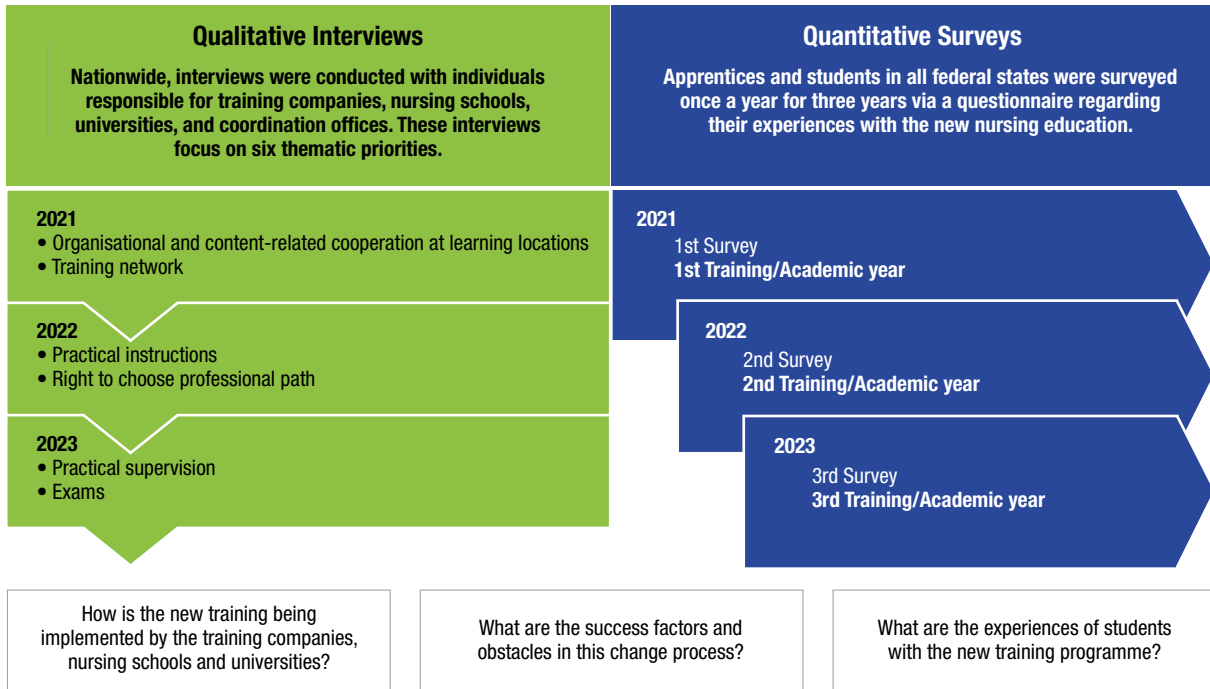 Qualitative Interviews
Nationwide, interviews were conducted with individuals
responsible for training companies, nursing schools,
universities, and coordination offices. These interviews
focus on six thematic priorities.
Quantitative Surveys
Apprentices and students in all federal states were surveyed
once a year for three years via a questionnaire regarding
their experiences with the new nursing education.
2021
• Organisational and content-related cooperation at learning locations
• Training network
2022
• Practical instructions
• Right to choose professional path
2023
• Practical supervision
• Exams
2021
1st Survey
1st Training/Academic year
2022
2nd Survey
2nd Training/Academic year
2023
3rd Survey
3rd Training/Academic year
How is the new training being
implemented by the training companies,
nursing schools and universities?
What are the success factors and
obstacles in this change process?
What are the experiences of students
with the new training programme?